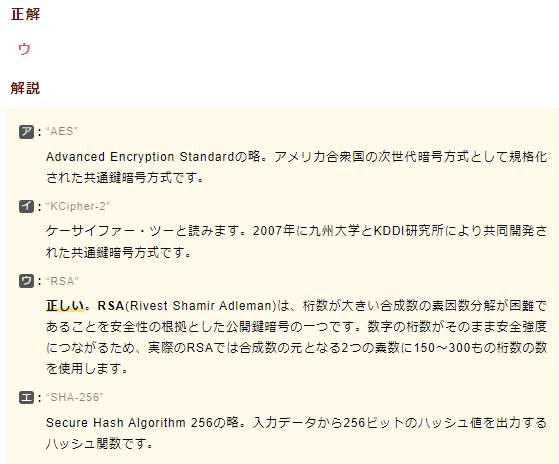 正解
ウ
解説
ア:“AES”
Advanced Encryption Standardの略。アメリカ合衆国の次世代暗号方式として規格化
された共通鍵暗号方式です。
イ:“KCipher-2”
ケーサイファー・ツーと読みます。2007年に九州大学とKDDI研究所により共同開発さ
れた共通鍵暗号方式です。
ウ:“RSA”
正しい。RSA(Rivest Shamir Adleman)は、桁数が大きい合成数の素因数分解が困難で
あることを安全性の根拠とした公開鍵暗号の一つです。数字の桁数がそのまま安全強度
につながるため、実際のRSAでは合成数の元となる2つの素数に150～300もの桁数の数
を使用します。
エ:“SHA-256”
Secure Hash Algorithm 256の略。入力データから256ビットのハッシュ値を出力する
ハッシュ関数です。